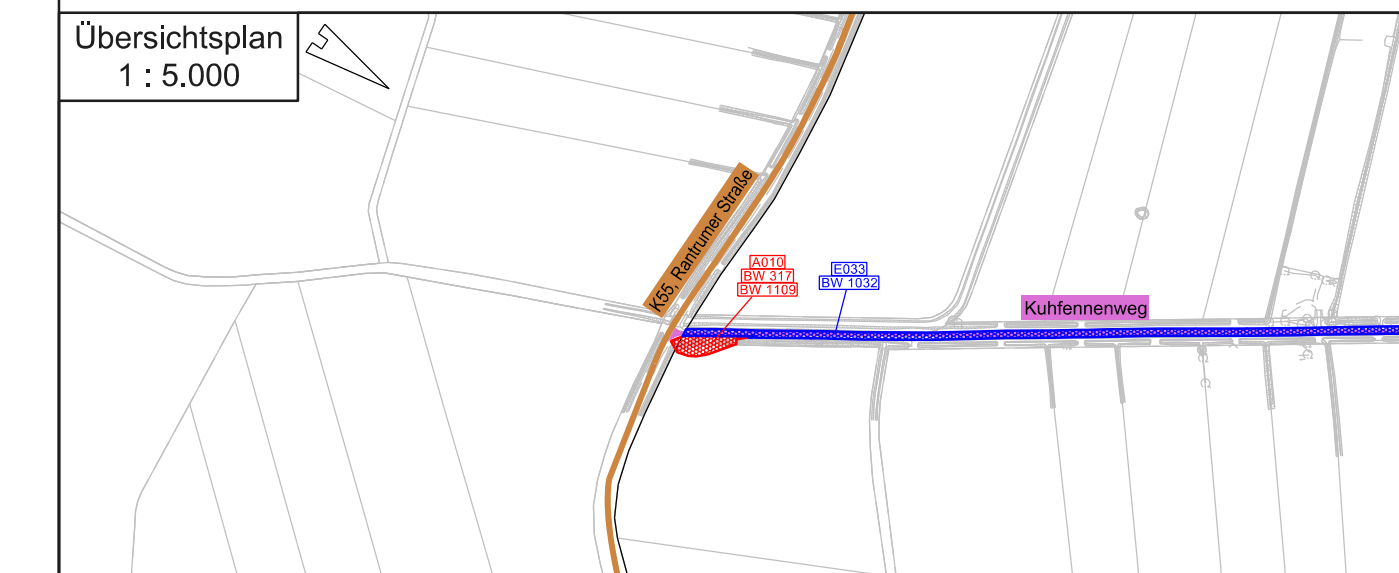 Übersichtsplan
1 : 5.000
K55, Rantrumer Straße
A010
BW 317
BW 1109
E033
BW 1032
Kuhfennenweg